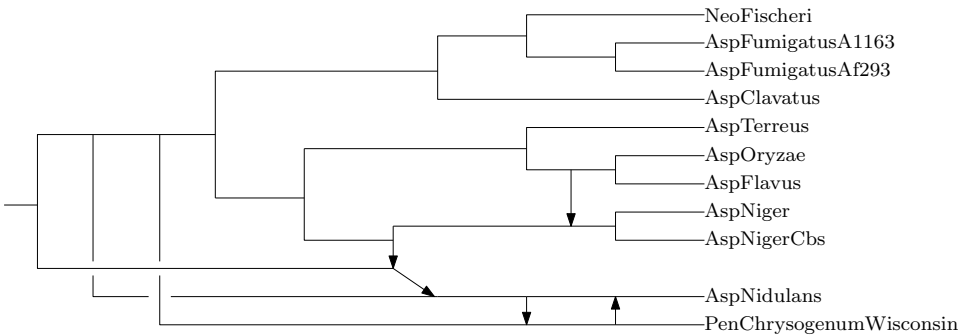 NeoFischeri
AspFumigatusA1163
AspFumigatusAf293
AspClavatus
AspTerreus
AspOryzae
AspFlavus
AspNiger
AspNigerCbs
AspNidulans
PenChrysogenumWisconsin